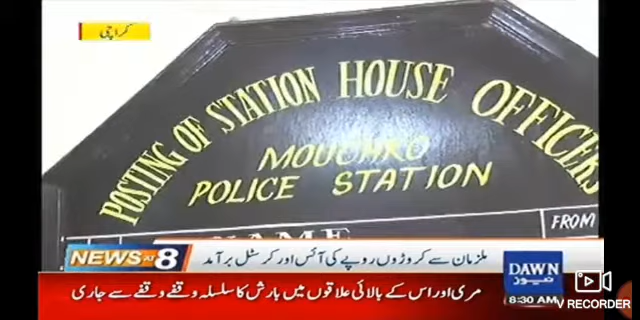 کراچی
POSTING OF STATION HOUSE OFFICERS
MOUCHKO
POLICE STATION
NAME
FROM
NEWS AT 8
ملزمان سے کروڑوں روپے کی آئس اور کرسٹل برآمد
DAWN
نیوز
8:30 AM
مری اور اس کے بالائی علاقوں میں بارش کا سلسلہ وقفے وقفے سے جاری
V RECORDER